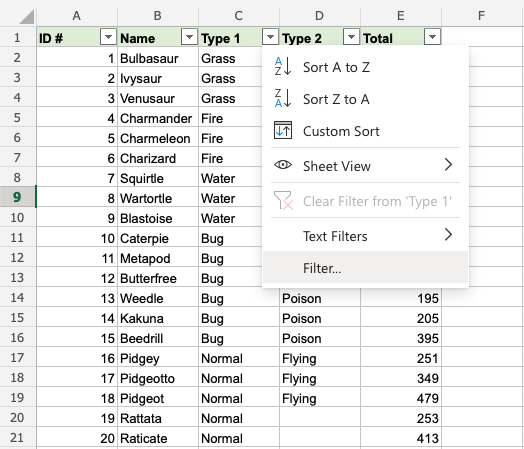 A B C D E F
1 ID # Name Type 1 Type 2 Total
2 1 Bulbasaur Grass
3 2 Ivysaur Grass
4 3 Venusaur Grass
5 4 Charmander Fire
6 5 Charmeleon Fire
7 6 Charizard Fire
8 7 Squirtle Water
9 8 Wartortle Water
10 9 Blastoise Water
11 10 Caterpie Bug
12 11 Metapod Bug
13 12 Butterfree Bug
14 13 Weedle Bug Poison 195
15 14 Kakuna Bug Poison 205
16 15 Beedrill Bug Poison 395
17 16 Pidgey Normal Flying 251
18 17 Pidgeotto Normal Flying 349
19 18 Pidgeot Normal Flying 479
20 19 Rattata Normal 253
21 20 Raticate Normal 413
Sort A to Z
Sort Z to A
Custom Sort
Sheet View
Clear Filter from 'Type 1'
Text Filters
Filter...